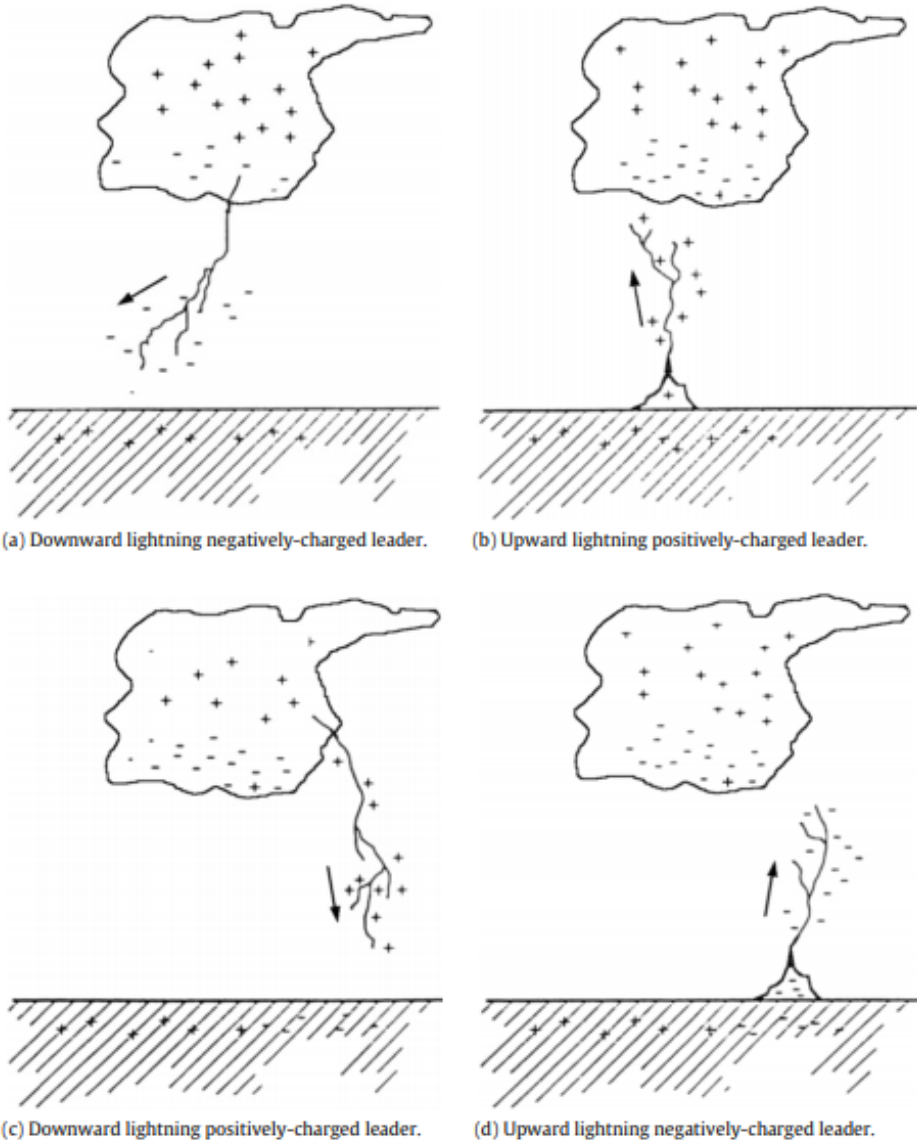 (a) Downward lightning negatively-charged leader.
(b) Upward lightning positively-charged leader.
(c) Downward lightning positively-charged leader.
(d) Upward lightning negatively-charged leader.